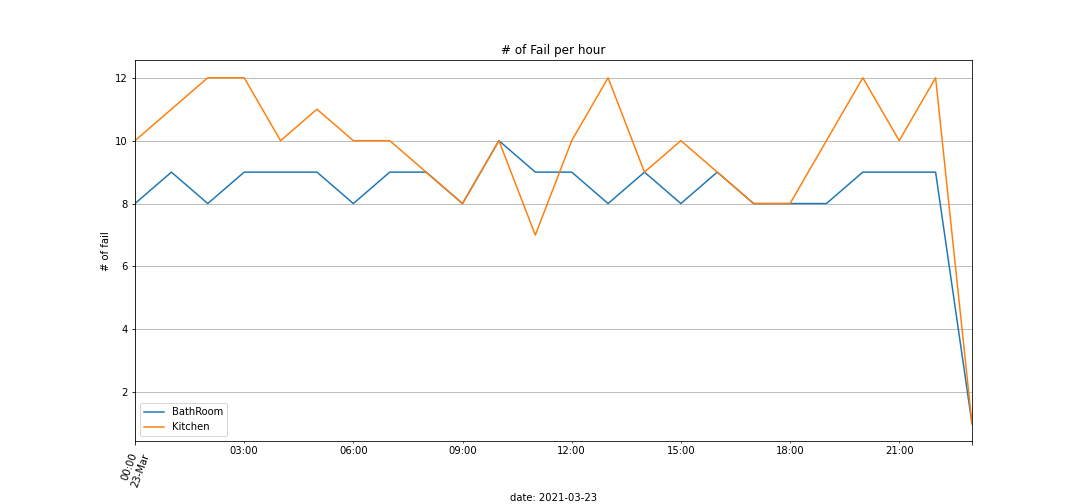 # of Fail per hour
12
10
8
6
4
2
# of fail
BathRoom
Kitchen
00:00
23-Mar
03:00
06:00
09:00
12:00
15:00
18:00
21:00
date: 2021-03-23